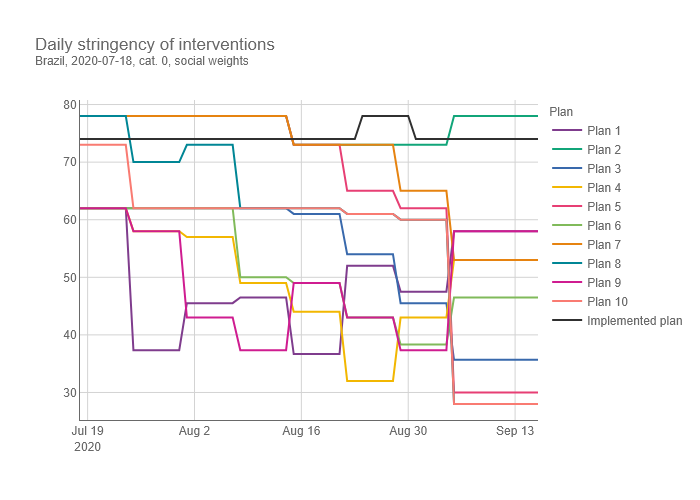 Daily stringency of interventions
Brazil, 2020-07-18, cat. 0, social weights
80
70
60
50
40
30
Jul 19
2020
Aug 2
Aug 16
Aug 30
Sep 13
Plan
Plan 1
Plan 2
Plan 3
Plan 4
Plan 5
Plan 6
Plan 7
Plan 8
Plan 9
Plan 10
Implemented plan